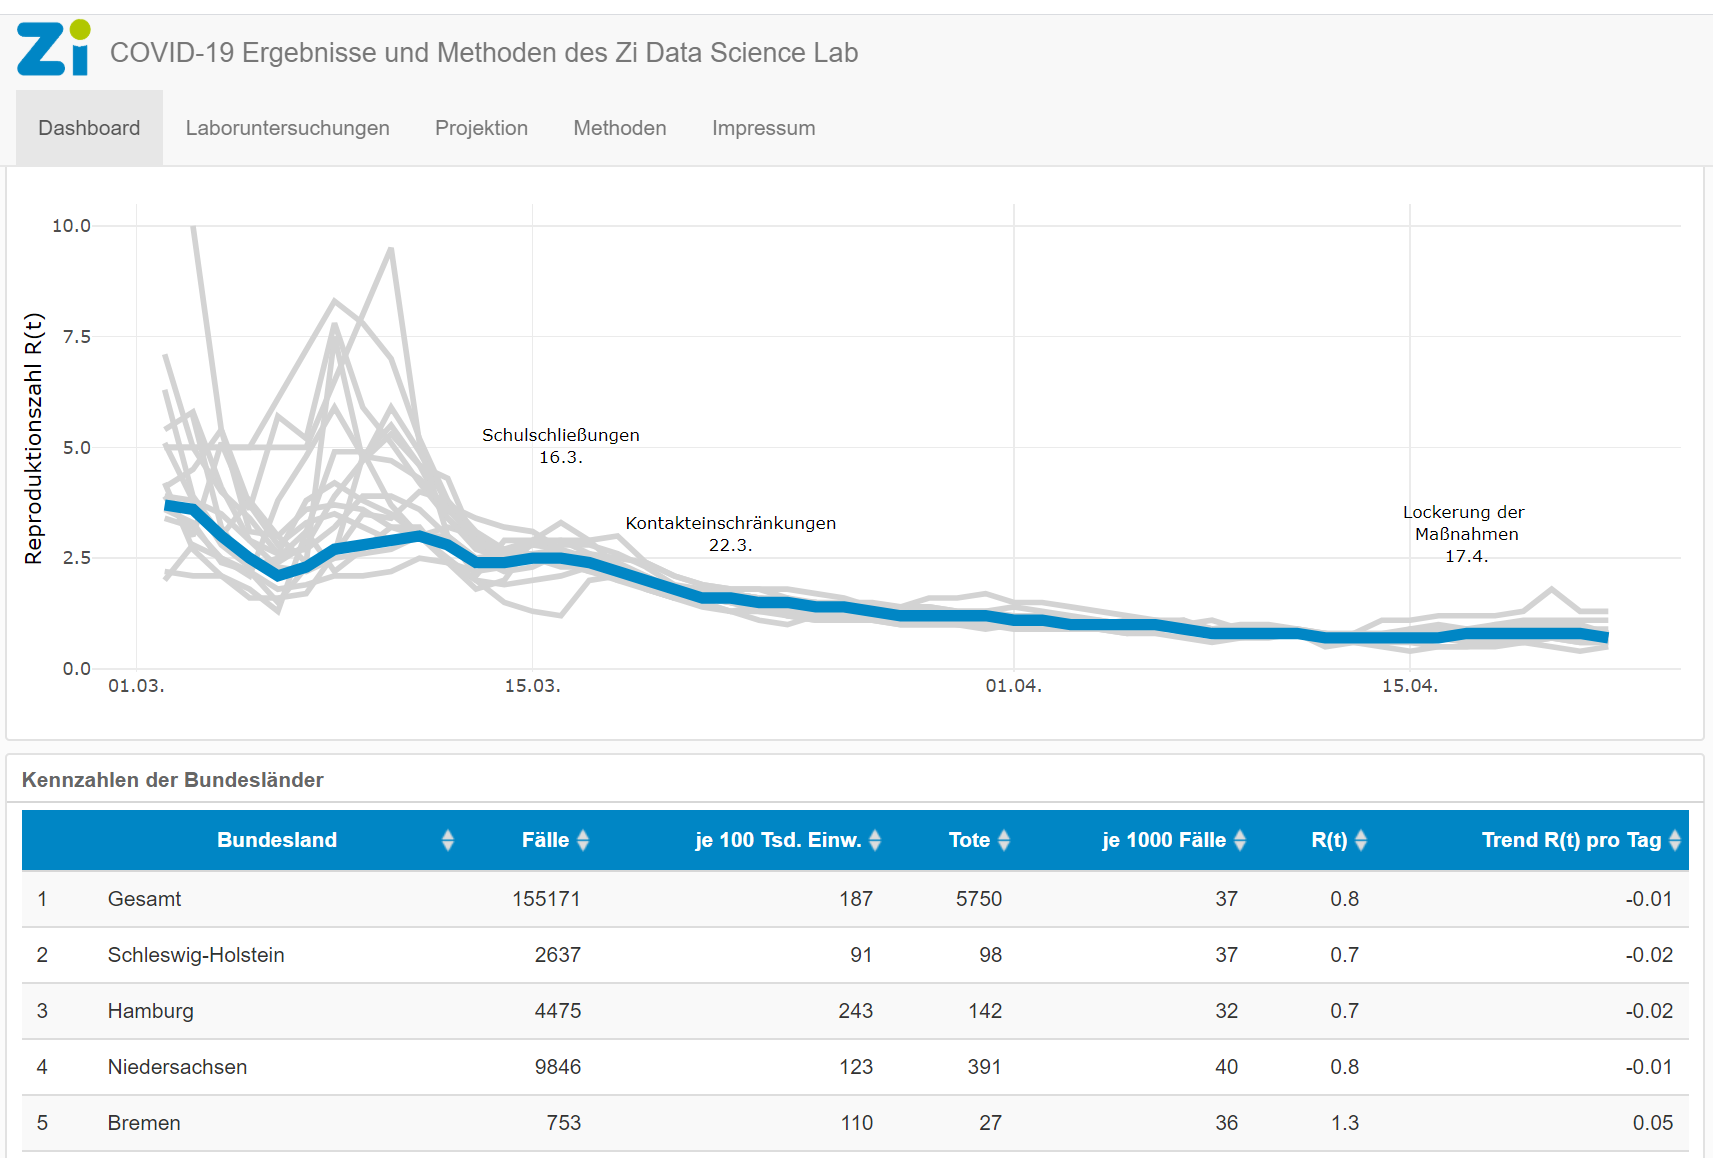 Zi COVID-19 Ergebnisse und Methoden des Zi Data Science Lab
Dashboard Laboruntersuchungen Projektion Methoden Impressum
Reproduktionszahl R(t)
10.0
7.5
5.0
2.5
0.0
Schulschließungen
16.3.
Kontakteinschränkungen
22.3.
Lockerung der
Maßnahmen
17.4.
01.03. 15.03. 01.04. 15.04.
Kennzahlen der Bundesländer
Bundesland Fälle je 100 Tsd. Einw. Tote je 1000 Fälle R(t) Trend R(t) pro Tag
1 Gesamt 155171 187 5750 37 0.8 -0.01
2 Schleswig-Holstein 2637 91 98 37 0.7 -0.02
3 Hamburg 4475 243 142 32 0.7 -0.02
4 Niedersachsen 9846 123 391 40 0.8 -0.01
5 Bremen 753 110 27 36 1.3 0.05